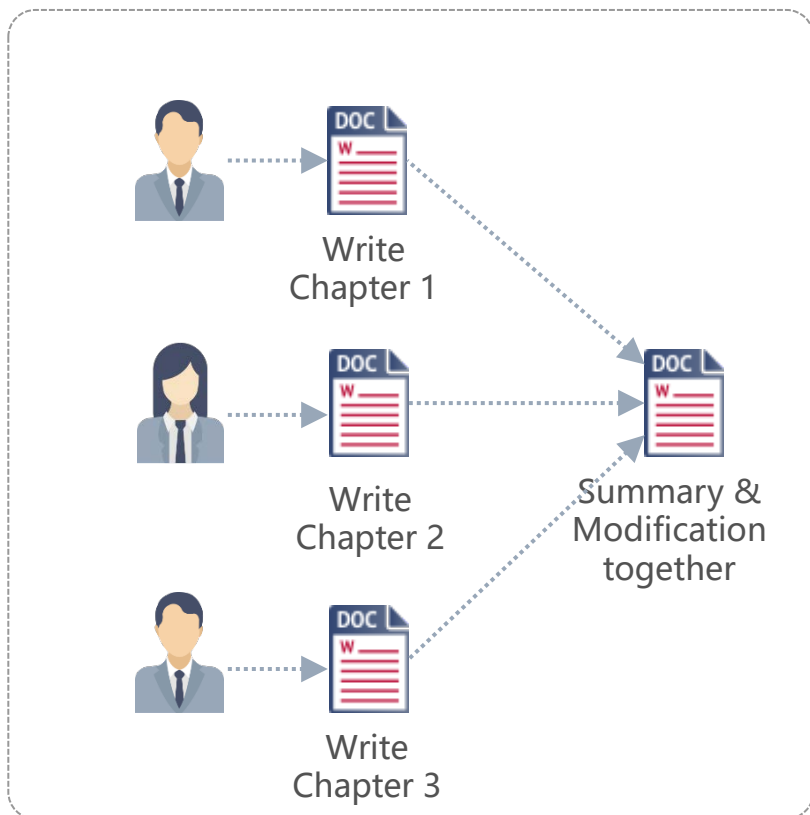 DOC
W
Write
Chapter 1
DOC
W
Write
Chapter 2
DOC
W
Summary &
Modification
together
DOC
W
Write
Chapter 3